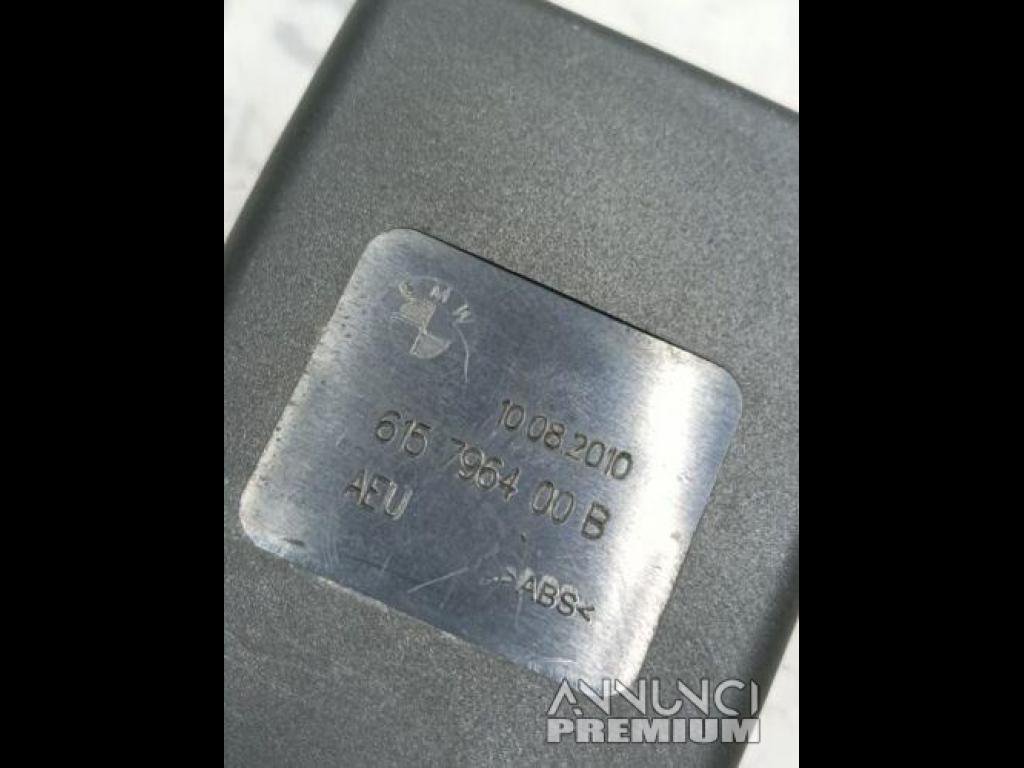 BMW
10.08.2010
615 7964 00 B
AEU
>ABS<
ANNUNCI
PREMIUM